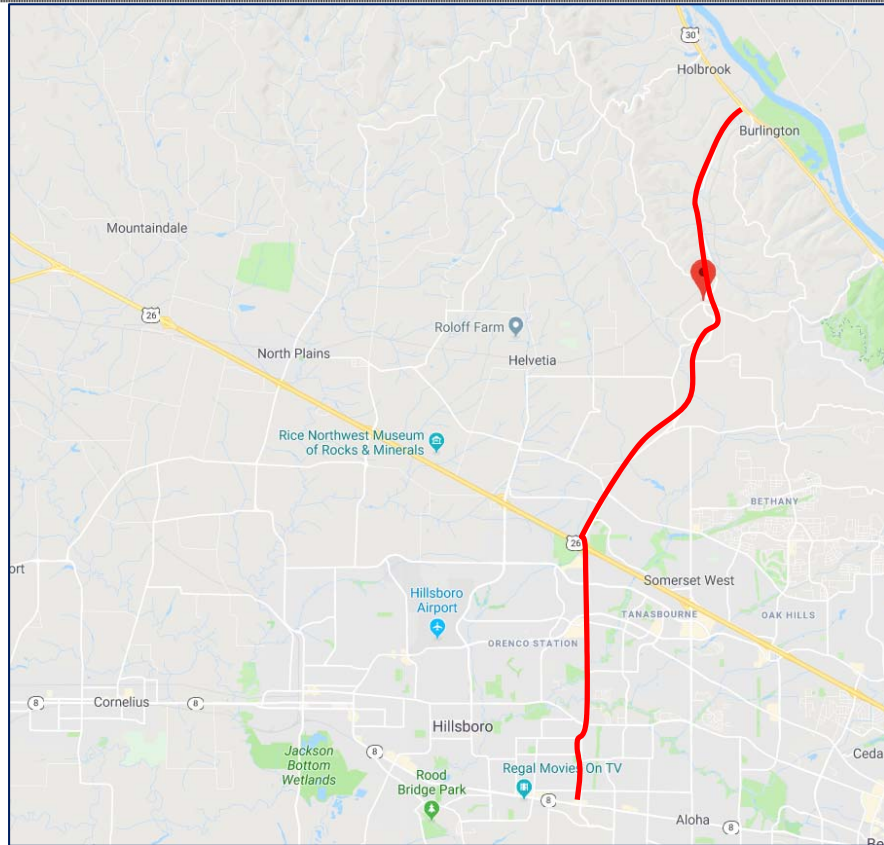 30
Holbrook
Burlington
Mountaindale
26
Roloff Farm
North Plains
Helvetia
Rice Northwest Museum
of Rocks & Minerals
BETHANY
26
ort
Somerset West
Hillsboro
Airport
TANASBOURNE
OAK HILLS
ORENCO STATION
8
Cornelius
8
Hillsboro
8
Jackson
Bottom
Wetlands
Ceda
Rood
Bridge Park
Regal Movies On TV
8
Aloha
8
Be